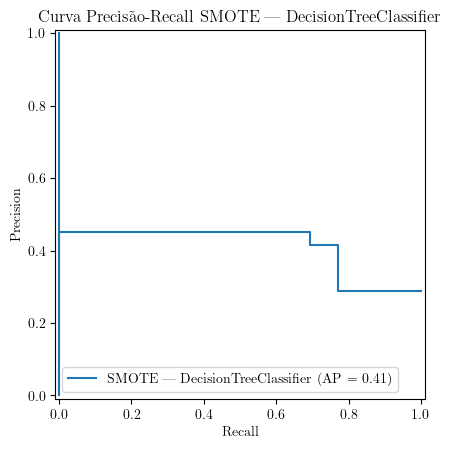 Curva Precisão-Recall SMOTE — DecisionTreeClassifier
1.0
0.8
0.6
0.4
0.2
0.0
Precision
SMOTE — DecisionTreeClassifier (AP = 0.41)
0.0 0.2 0.4 0.6 0.8 1.0
Recall